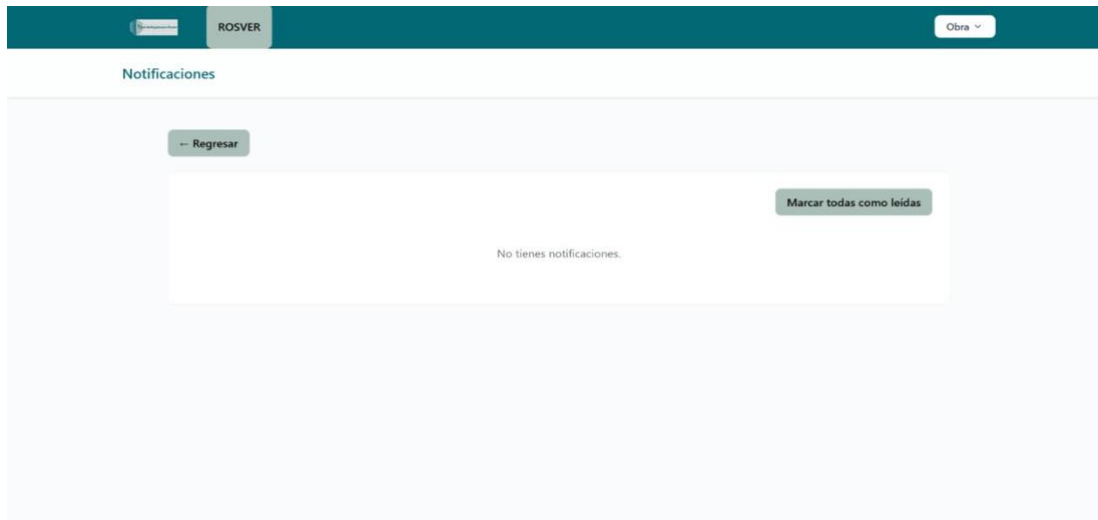 ROSVER
Obra
Notificaciones
← Regresar
Marcar todas como leídas
No tienes notificaciones.